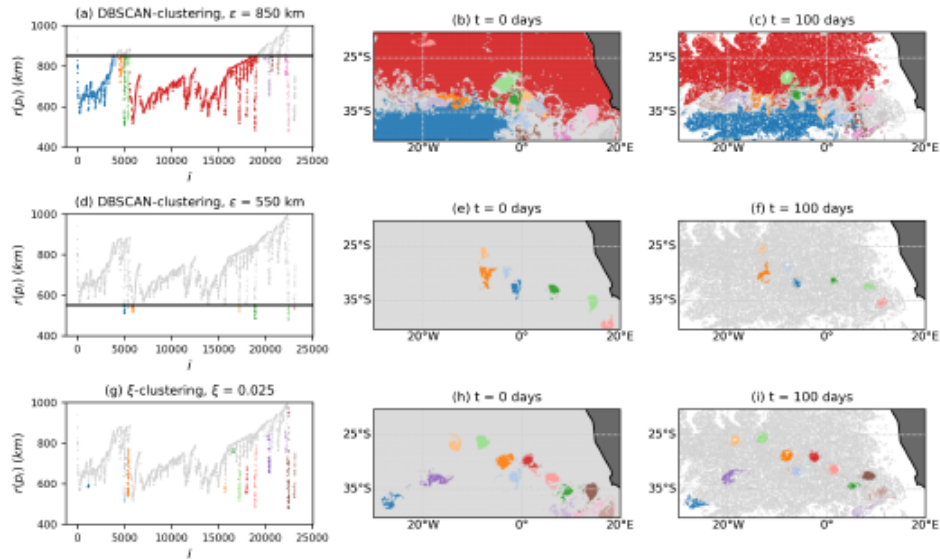 (a) DBSCAN-clustering, ε = 850 km
(b) t = 0 days
(c) t = 100 days
1000
800
600
400
r(pᵢ) (km)
25°S
35°S
25°S
35°S
0
5000
10000
15000
20000
25000
i
20°W
0°
20°E
20°W
0°
20°E
(d) DBSCAN-clustering, ε = 550 km
(e) t = 0 days
(f) t = 100 days
1000
800
600
400
r(pᵢ) (km)
25°S
35°S
25°S
35°S
0
5000
10000
15000
20000
25000
i
20°W
0°
20°E
20°W
0°
20°E
(g) ξ-clustering, ξ = 0.025
(h) t = 0 days
(i) t = 100 days
1000
800
600
400
r(pᵢ) (km)
25°S
35°S
25°S
35°S
0
5000
10000
15000
20000
25000
i
20°W
0°
20°E
20°W
0°
20°E